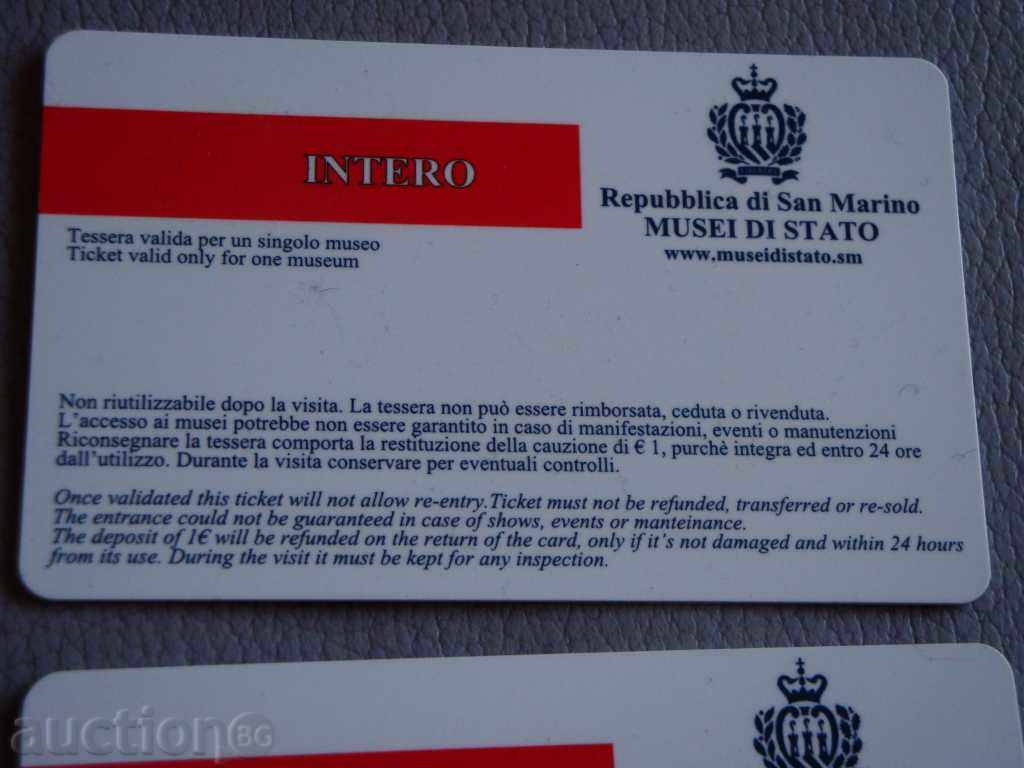 INTERO
Repubblica di San Marino
MUSEI DI STATO
www.museidistato.sm
Tessera valida per un singolo museo
Ticket valid only for one museum
Non riutilizzabile dopo la visita. La tessera non può essere rimborsata, ceduta o rivenduta.
L'accesso ai musei potrebbe non essere garantito in caso di manifestazioni, eventi o manutenzioni
Riconsegnare la tessera comporta la restituzione della cauzione di € 1, purchè integra ed entro 24 ore
dall'utilizzo. Durante la visita conservare per eventuali controlli.
Once validated this ticket will not allow re-entry.Ticket must not be refunded, transferred or re-sold.
The entrance could not be guaranteed in case of shows, events or manteinance.
The deposit of 1€ will be refunded on the return of the card, only if it's not damaged and within 24 hours
from its use. During the visit it must be kept for any inspection.
auction BG